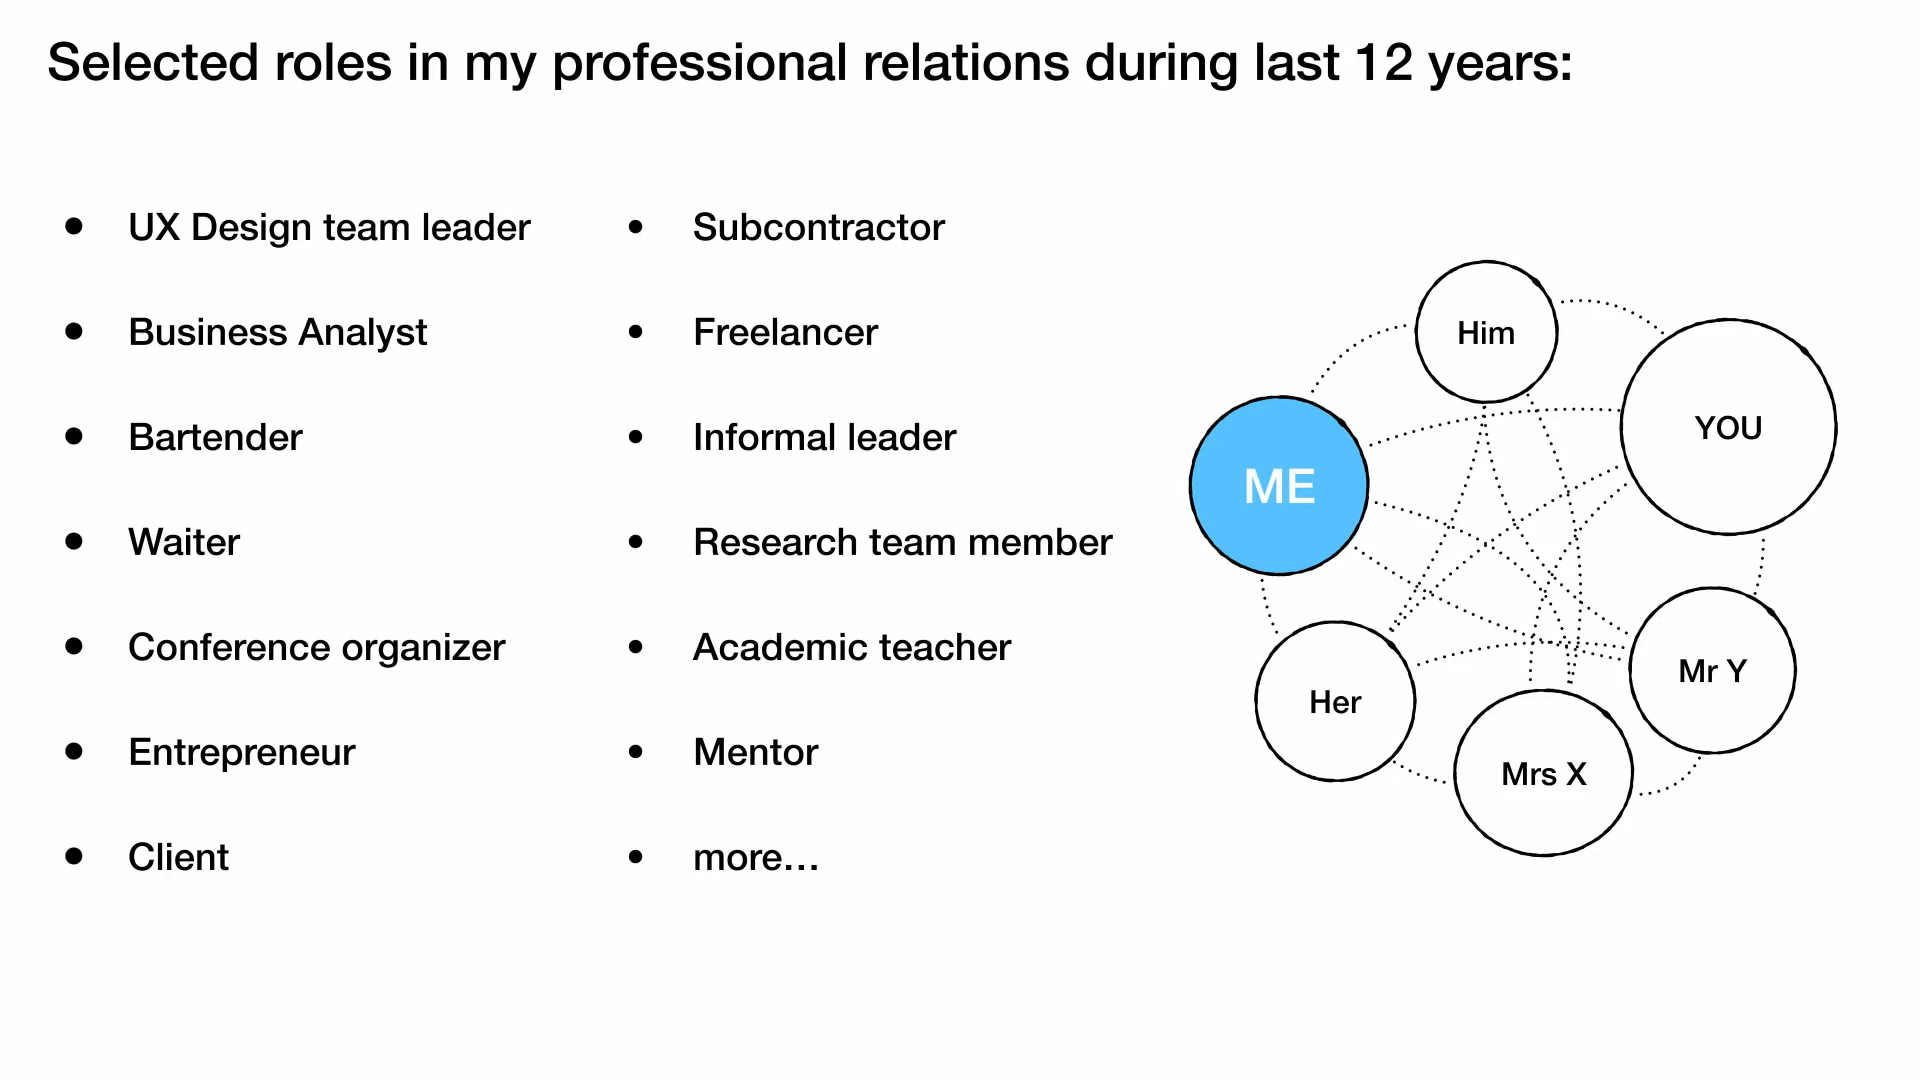 Selected roles in my professional relations during last 12 years:
UX Design team leader
Business Analyst
Bartender
Waiter
Conference organizer
Entrepreneur
Client
Subcontractor
Freelancer
Informal leader
Research team member
Academic teacher
Mentor
more…
Him
YOU
ME
Mr Y
Her
Mrs X